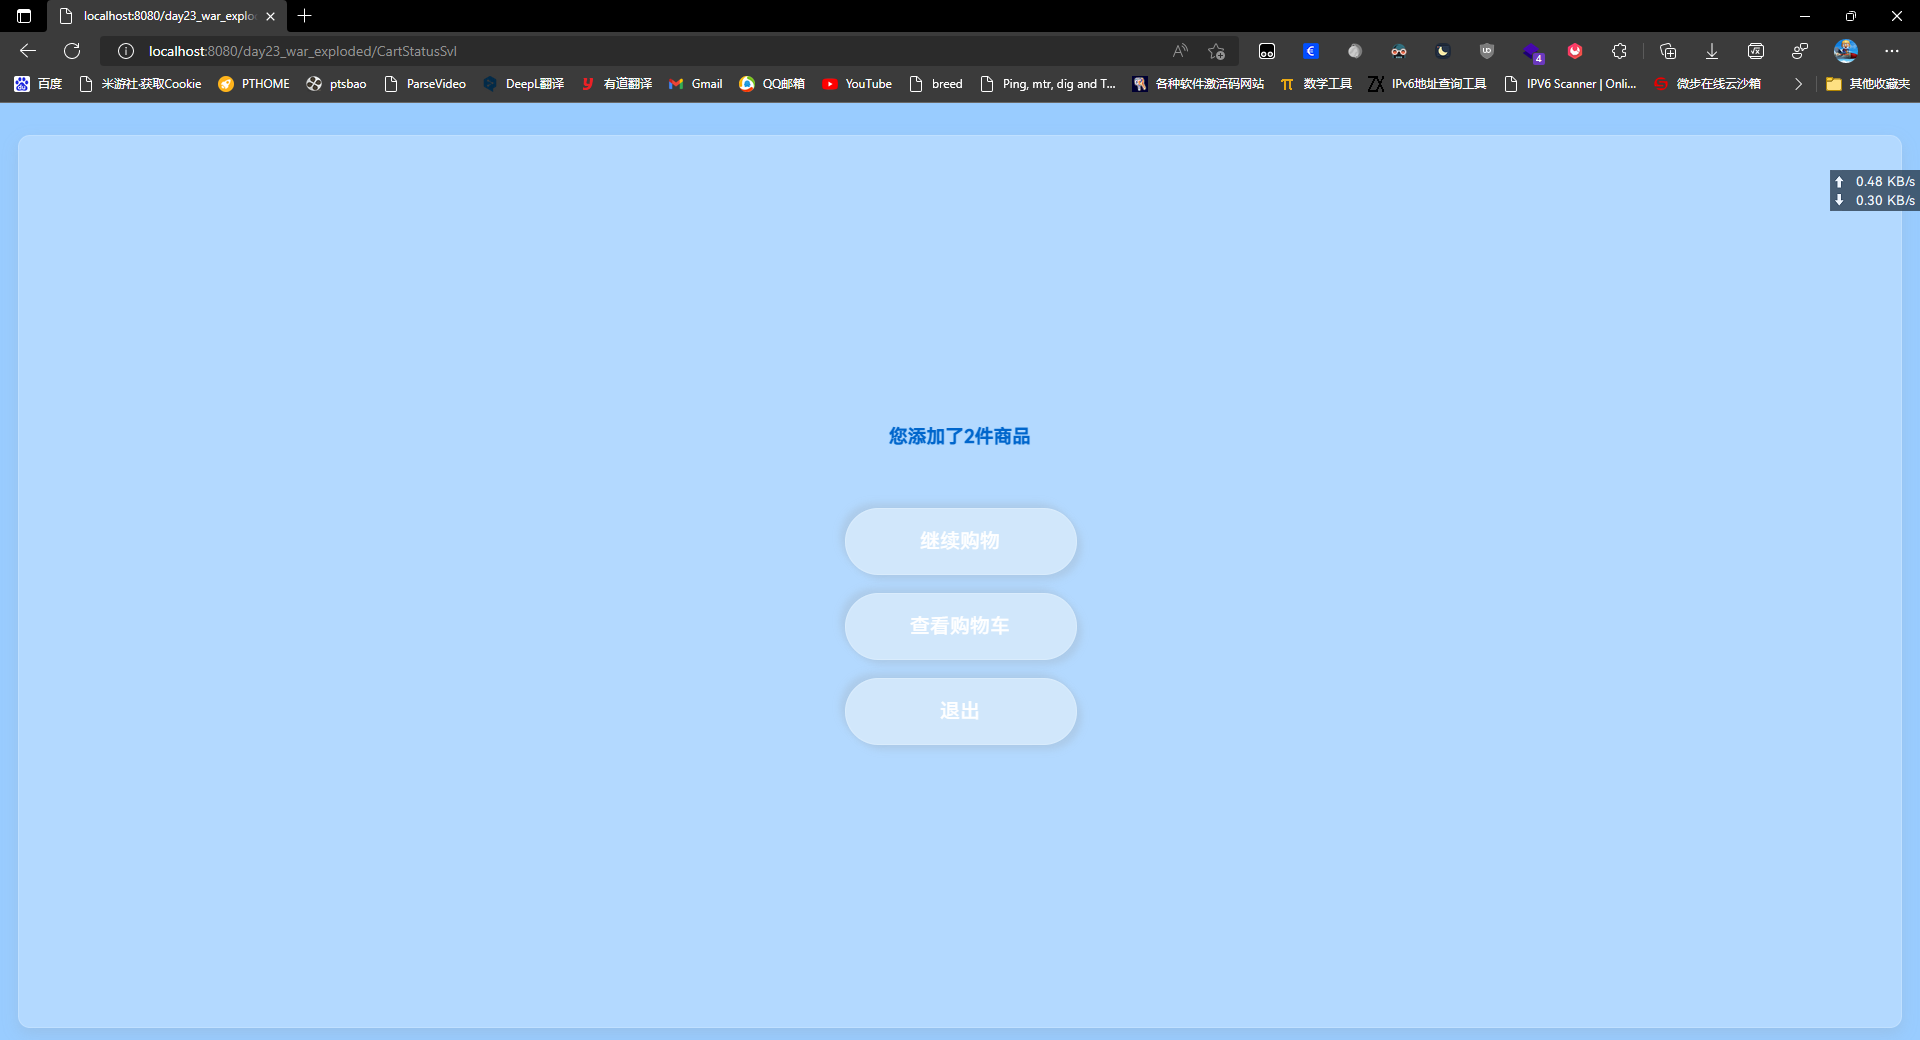 localhost:8080/day23_war_explo
localhost:8080/day23_war_exploded/CartStatusSvl
4
百度 米游社·获取Cookie PTHOME ptsbao ParseVideo DeepL翻译 有道翻译 Gmail QQ邮箱 YouTube breed Ping, mtr, dig and T... 各种软件激活码网站 数学工具 IPv6地址查询工具 IPV6 Scanner | Onli... 微步在线云沙箱 其他收藏夹
0.48 KB/s
0.30 KB/s
您添加了2件商品
继续购物
查看购物车
退出